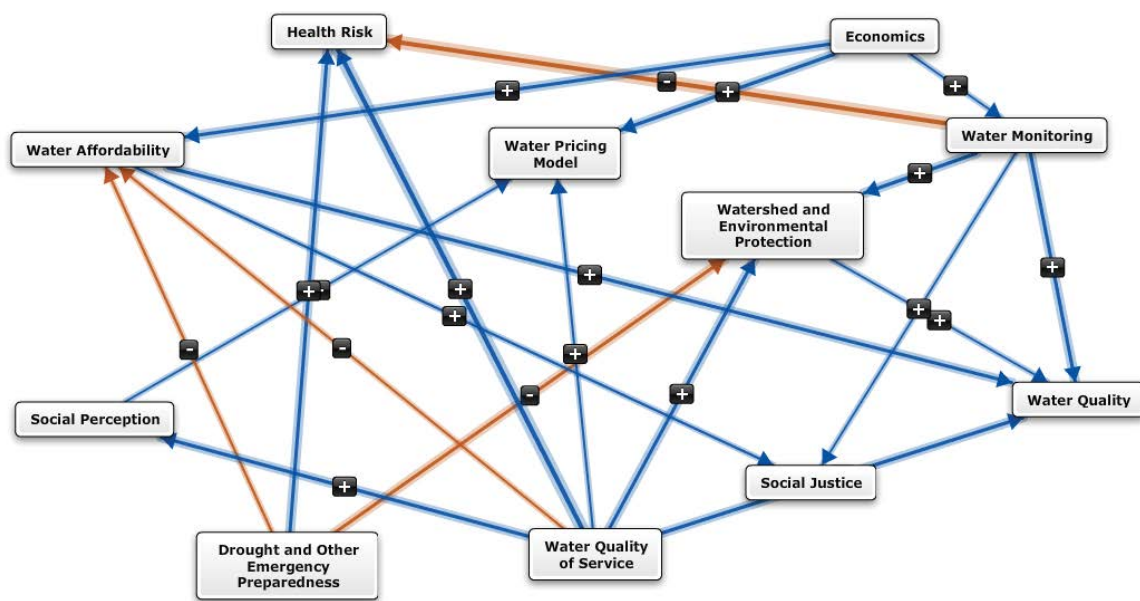 Health Risk
Economics
-
+
+
+
Water Affordability
Water Pricing
Model
Water Monitoring
+
Watershed and
Environmental
Protection
+
+
+
+
+
+
+
+
-
-
+
-
+
Water Quality
Social Perception
Social Justice
+
Drought and Other
Emergency
Preparedness
Water Quality
of Service